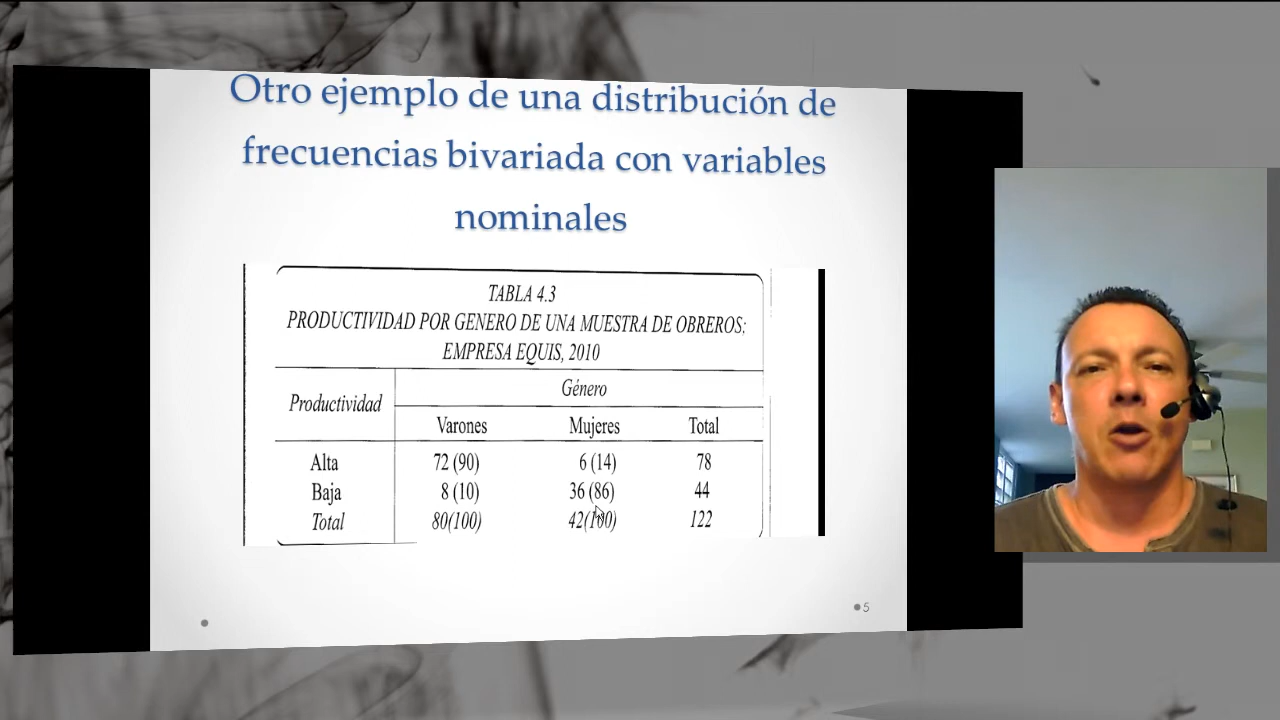 Otro ejemplo de una distribución de
frecuencias bivariada con variables
nominales
TABLA 4.3
PRODUCTIVIDAD POR GENERO DE UNA MUESTRA DE OBREROS;
EMPRESA EQUIS, 2010
Productividad Género
Varones Mujeres Total
Alta 72 (90) 6 (14) 78
Baja 8 (10) 36 (86) 44
Total 80(100) 42(100) 122
5